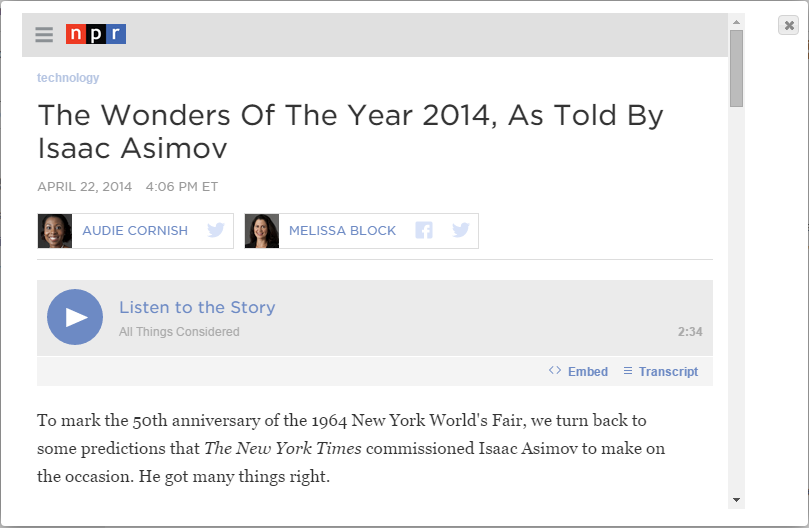 npr
technology
The Wonders Of The Year 2014, As Told By
Isaac Asimov
APRIL 22, 2014 4:06 PM ET
AUDIE CORNISH MELISSA BLOCK
Listen to the Story
All Things Considered 2:34
Embed Transcript
To mark the 50th anniversary of the 1964 New York World's Fair, we turn back to
some predictions that The New York Times commissioned Isaac Asimov to make on
the occasion. He got many things right.